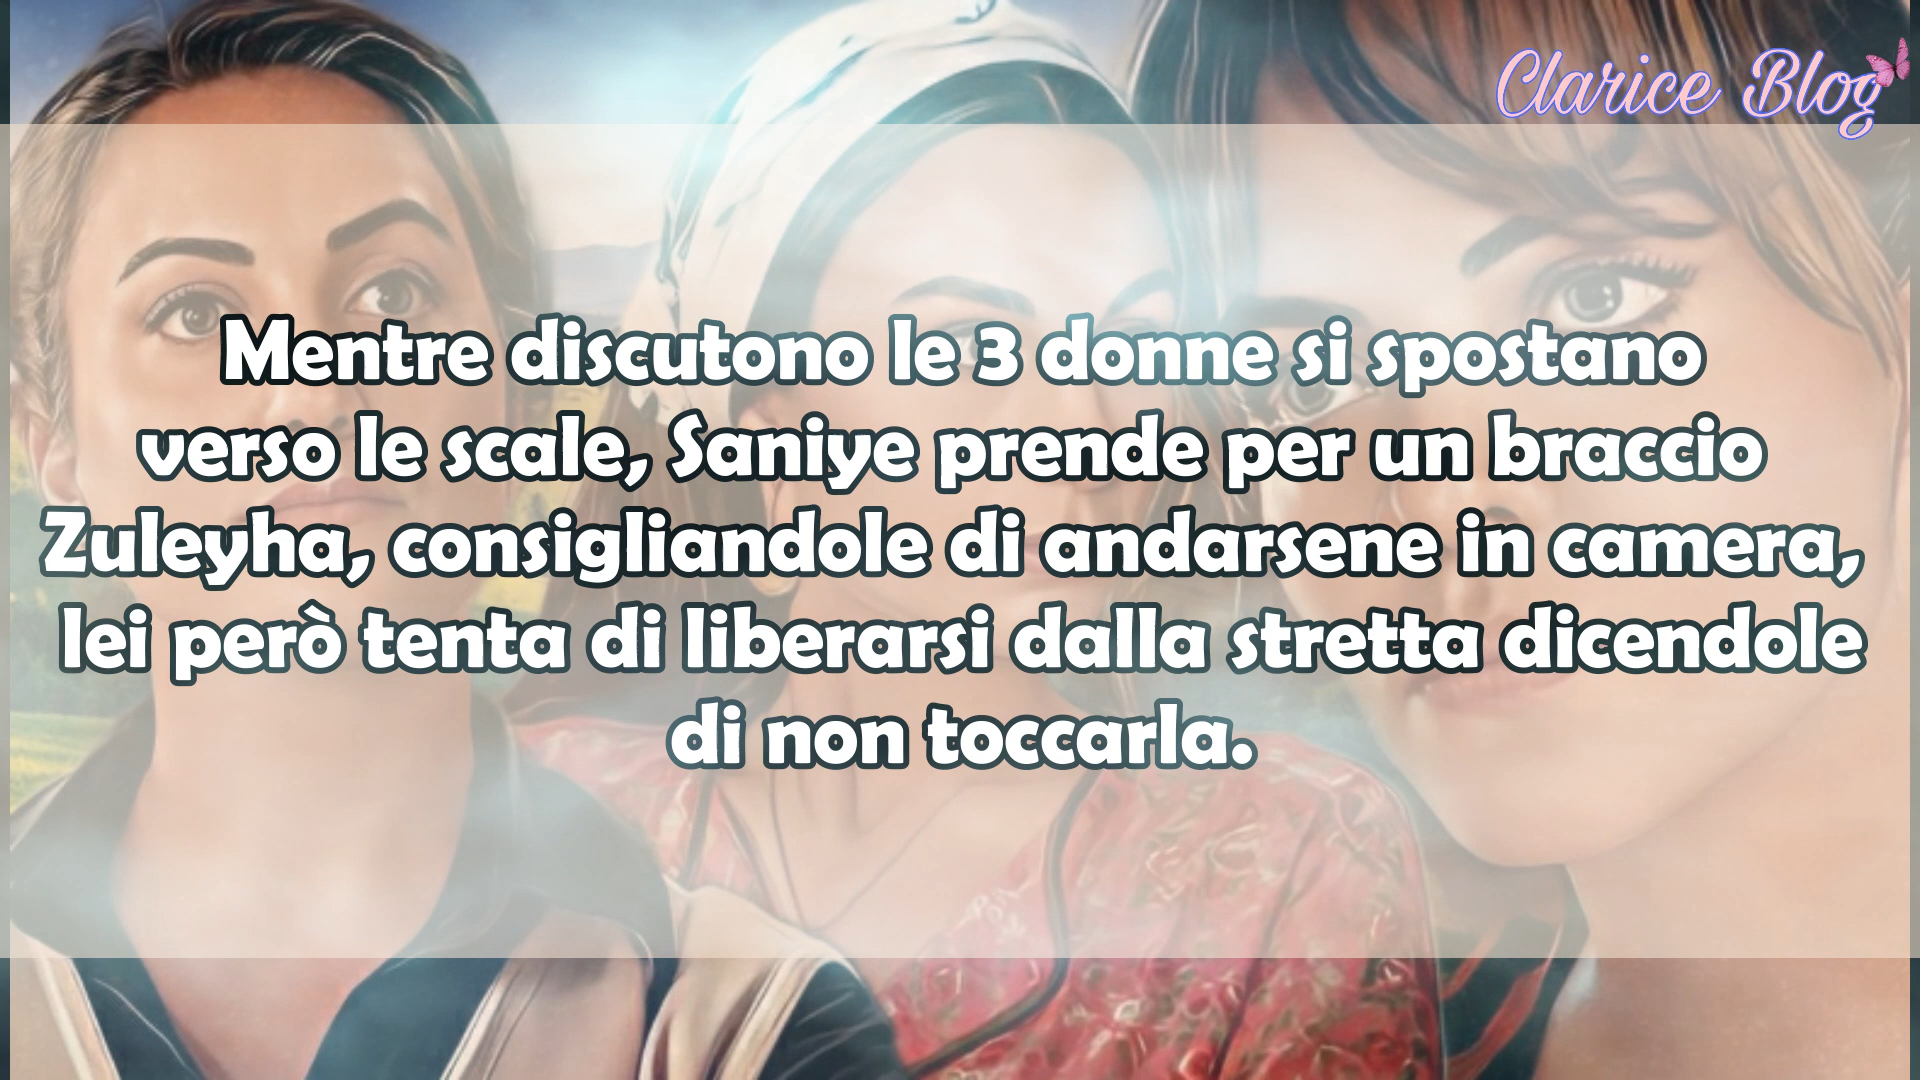 Clarice Blog
Mentre discutono le 3 donne si spostano
verso le scale, Saniye prende per un braccio
Zuleyha, consigliandole di andarsene in camera,
lei però tenta di liberarsi dalla stretta dicendole
di non toccarla.